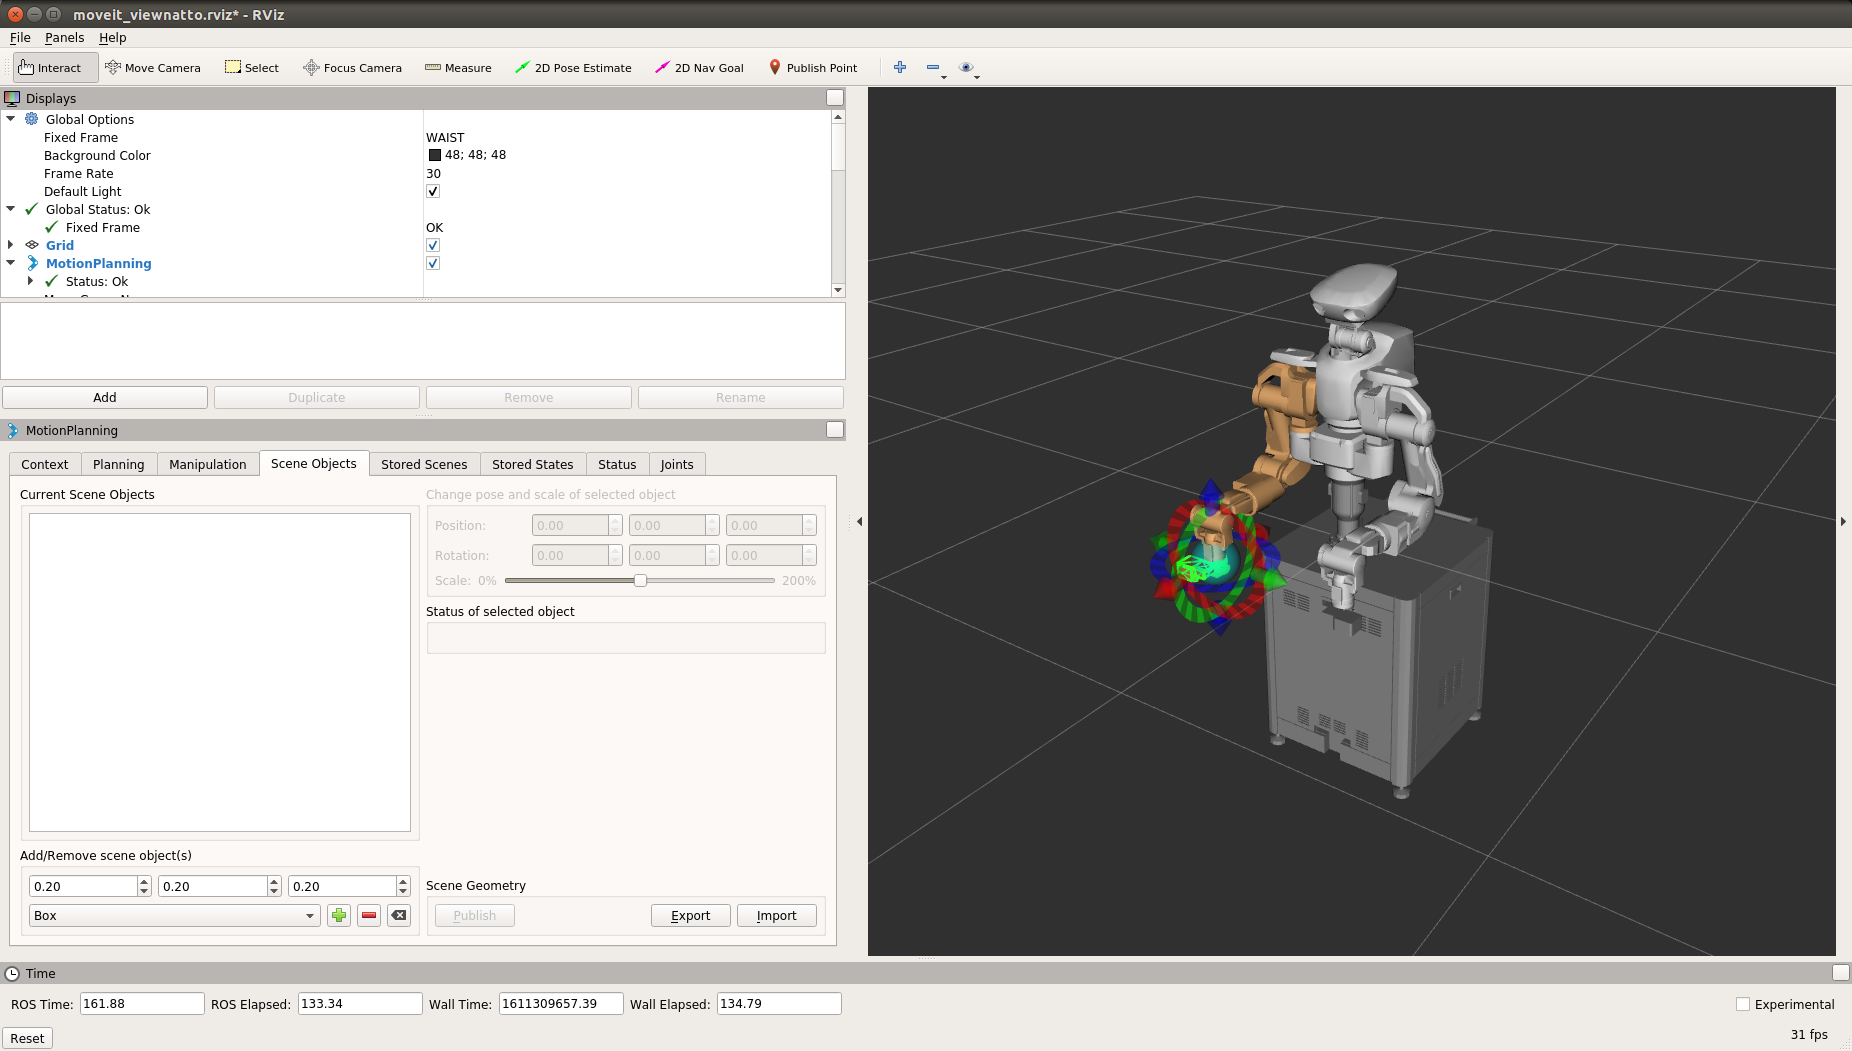 moveit_viewnatto.rviz* - RViz
File Panels Help
Interact Move Camera Select Focus Camera Measure 2D Pose Estimate 2D Nav Goal Publish Point
Displays
Global Options
Fixed Frame WAIST
Background Color 48; 48; 48
Frame Rate 30
Default Light
Global Status: Ok
Fixed Frame OK
Grid
MotionPlanning
Status: Ok
Add Duplicate Remove Rename
MotionPlanning
Context Planning Manipulation Scene Objects Stored Scenes Stored States Status Joints
Current Scene Objects
Change pose and scale of selected object
Position: 0.00 0.00 0.00
Rotation: 0.00 0.00 0.00
Scale: 0% 200%
Status of selected object
Add/Remove scene object(s)
0.20 0.20 0.20
Box
Scene Geometry
Publish Export Import
Time
ROS Time: 161.88 ROS Elapsed: 133.34 Wall Time: 1611309657.39 Wall Elapsed: 134.79 Experimental
Reset 31 fps